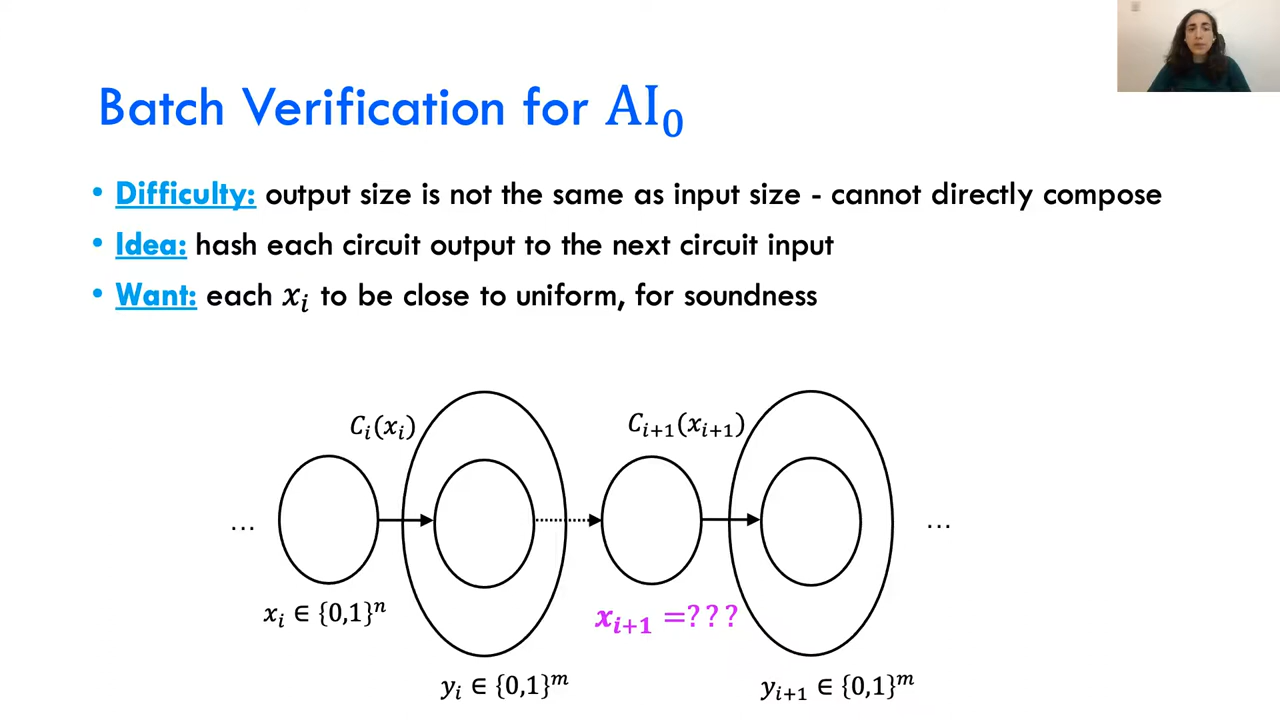 Batch Verification for AI₀
• Difficulty: output size is not the same as input size - cannot directly compose
• Idea: hash each circuit output to the next circuit input
• Want: each 𝑥ᵢ to be close to uniform, for soundness
𝐶ᵢ(𝑥ᵢ) 𝐶ᵢ₊₁(𝑥ᵢ₊₁)
… …
𝑥ᵢ ∈ {0,1}ⁿ 𝒙ᵢ₊₁ =???
𝑦ᵢ ∈ {0,1}ᵐ 𝑦ᵢ₊₁ ∈ {0,1}ᵐ